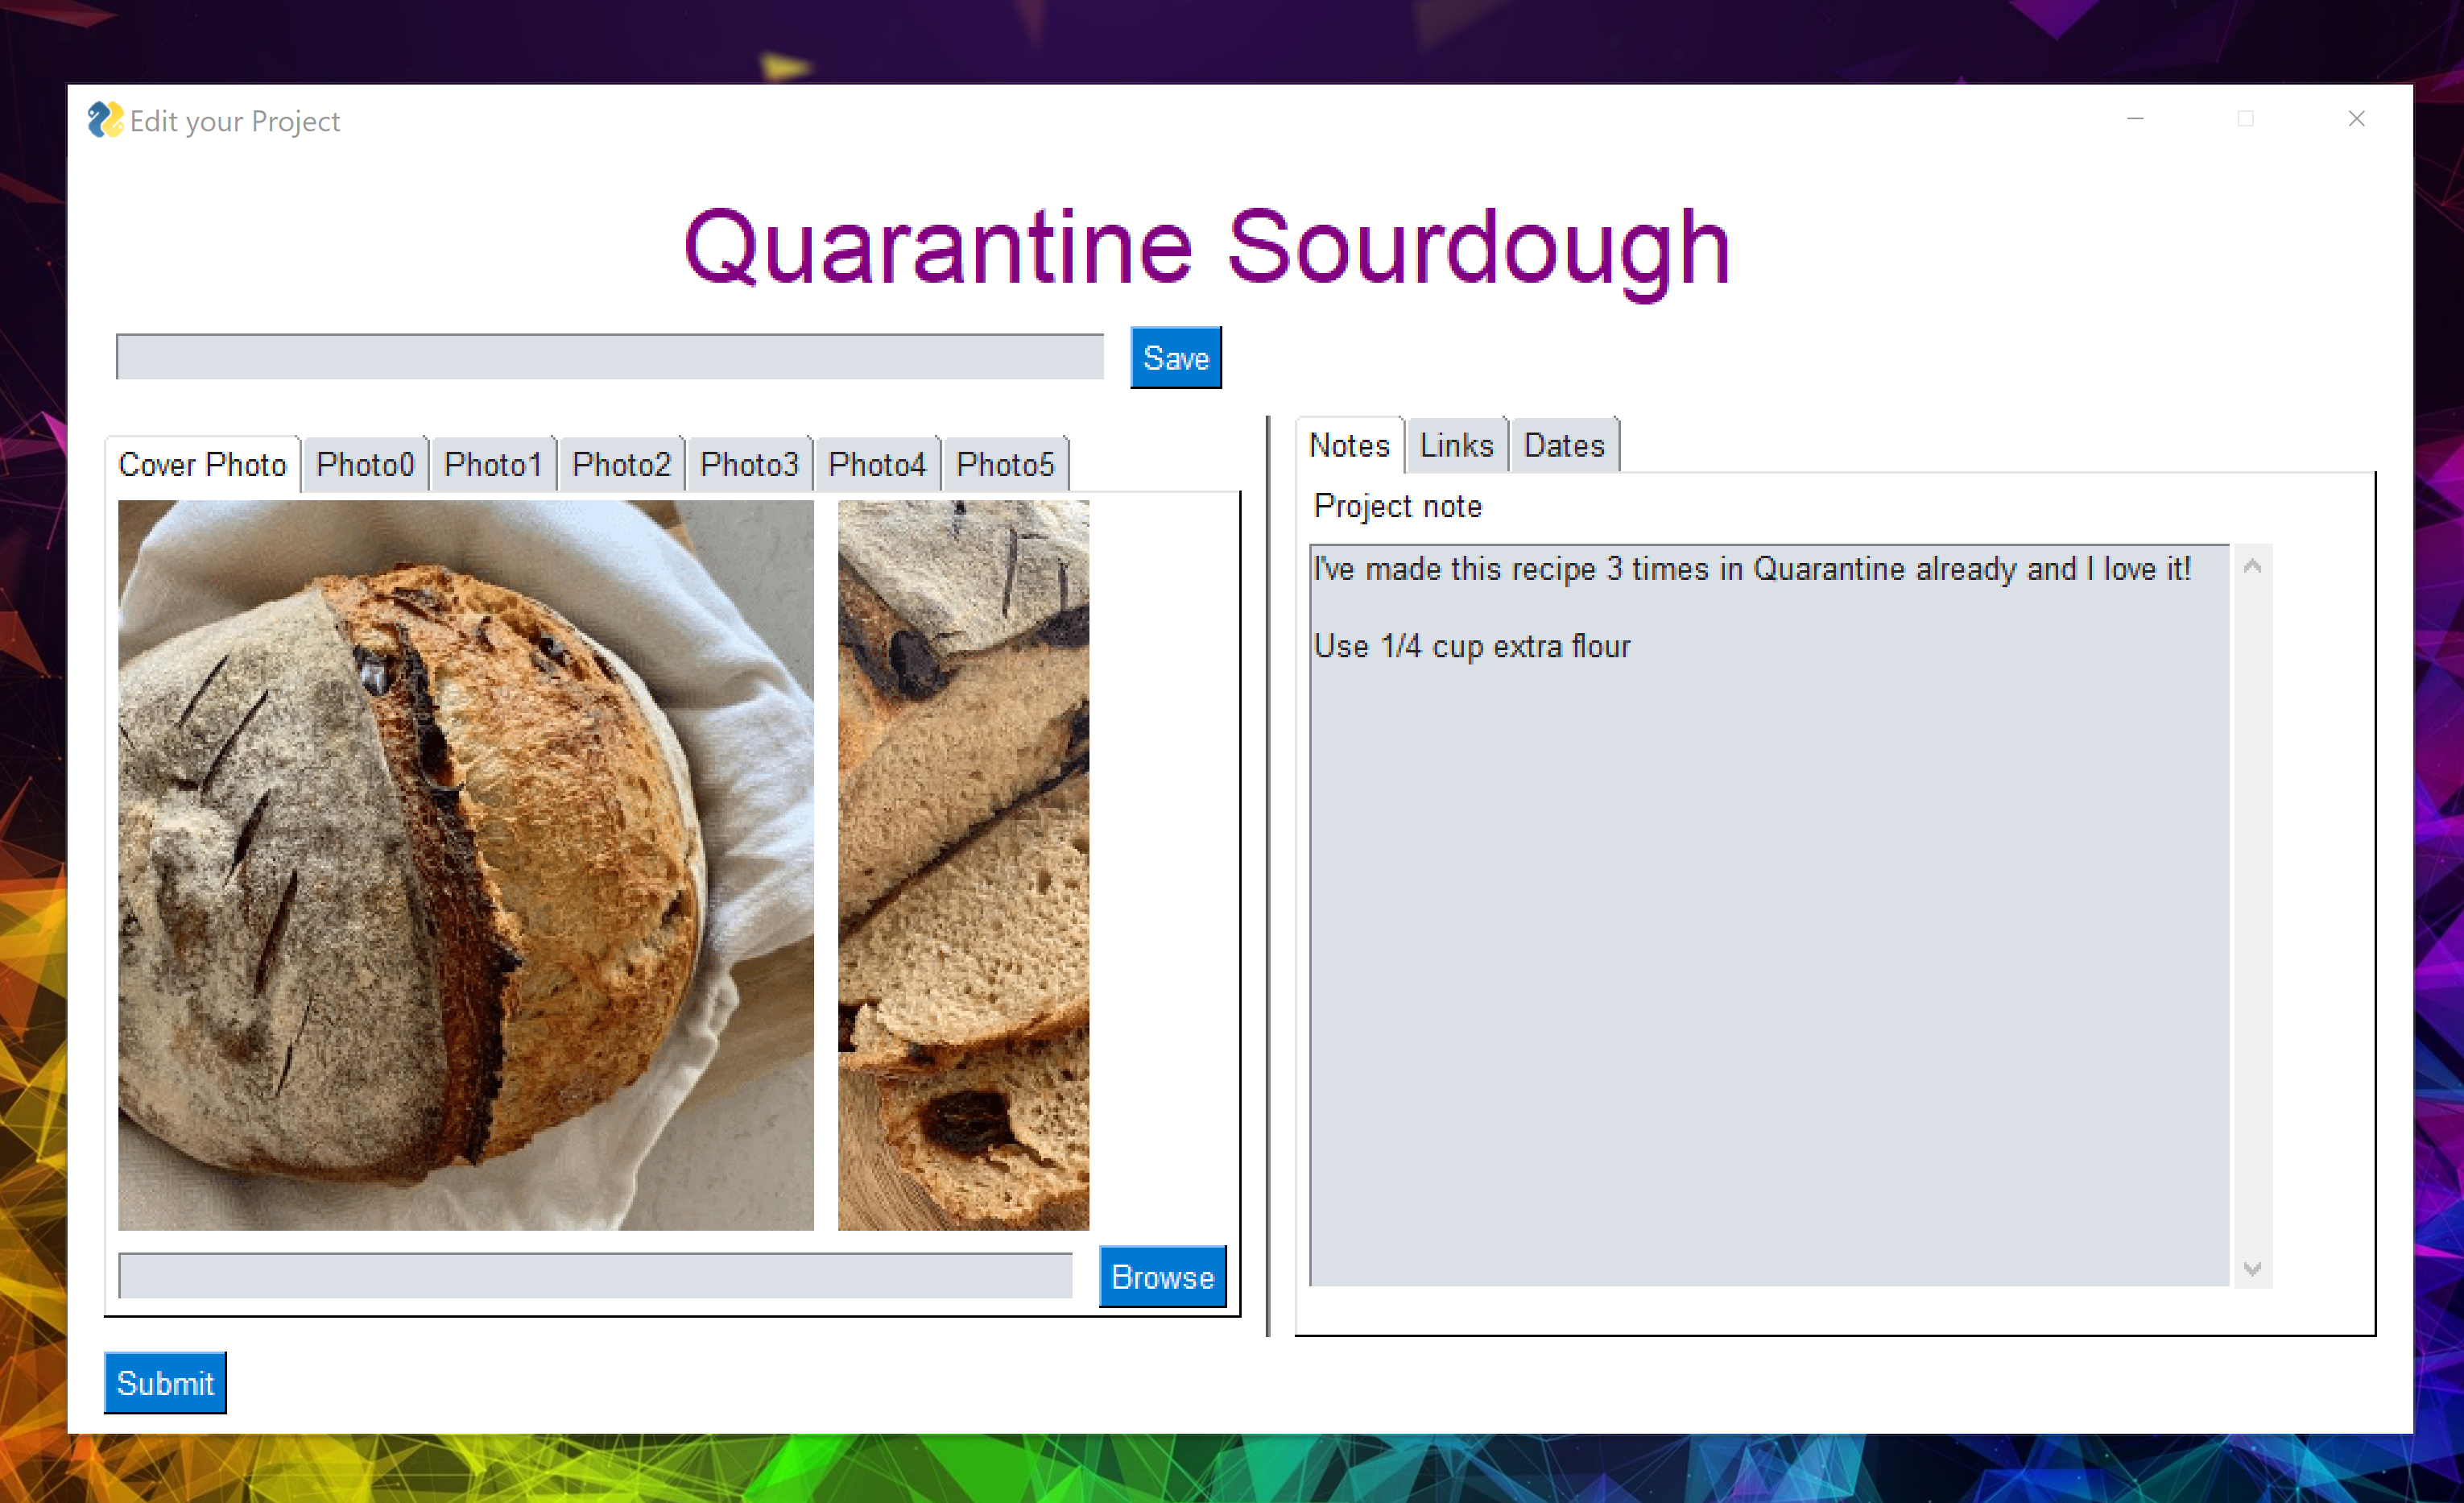 Edit your Project
Quarantine Sourdough
Save
Cover Photo Photo0 Photo1 Photo2 Photo3 Photo4 Photo5
Browse
Submit
Notes Links Dates
Project note
I've made this recipe 3 times in Quarantine already and I love it!
Use 1/4 cup extra flour